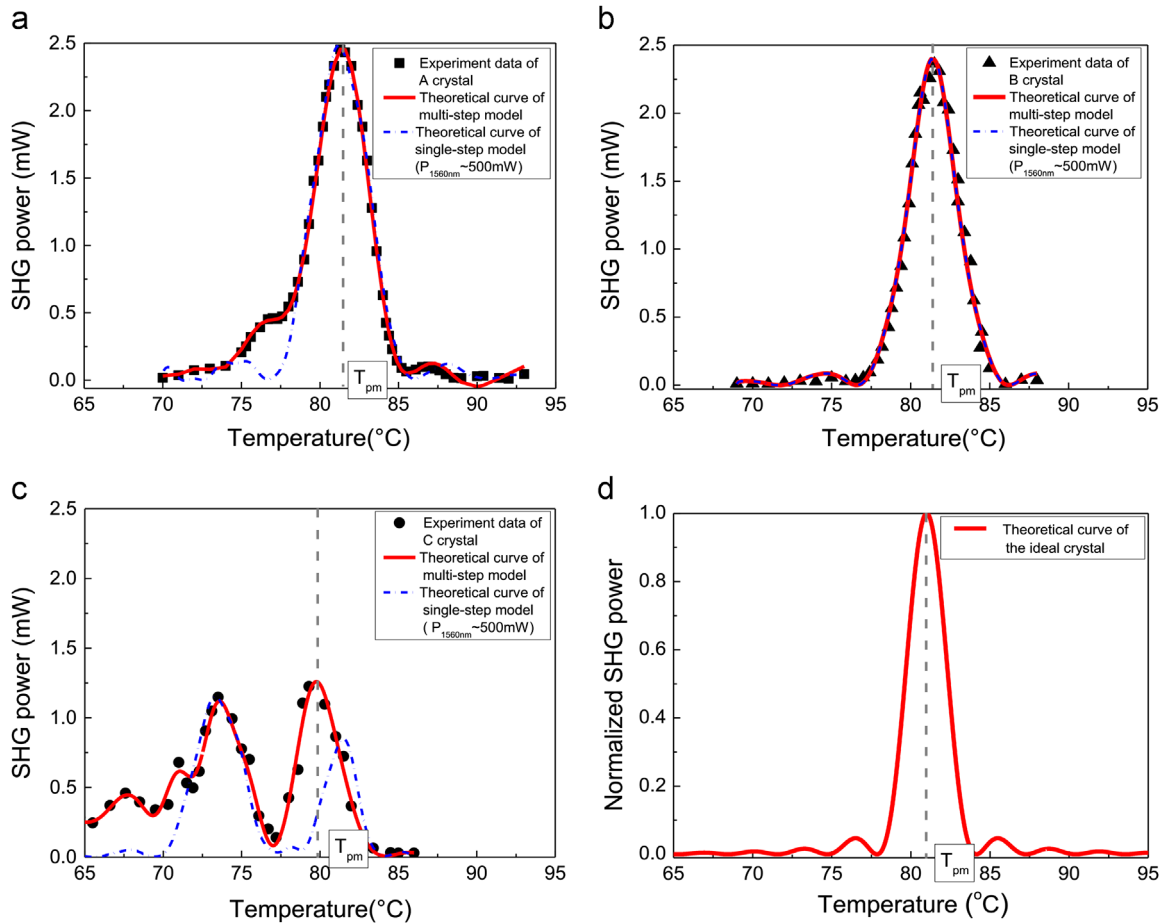 a
2.5
2.0
1.5
1.0
0.5
0.0
SHG power (mW)
65 70 75 80 85 90 95
Temperature(°C)
Experiment data of
A crystal
Theoretical curve of
multi-step model
Theoretical curve of
single-step model
(P1560nm~500mW)
Tpm
b
2.5
2.0
1.5
1.0
0.5
0.0
SHG power (mW)
65 70 75 80 85 90 95
Temperature(°C)
Experiment data of
B crystal
Theoretical curve of
multi-step model
Theoretical curve of
single-step model
(P1560nm~500mW)
Tpm
c
2.5
2.0
1.5
1.0
0.5
0.0
SHG power (mW)
65 70 75 80 85 90 95
Temperature(°C)
Experiment data of
C crystal
Theoretical curve of
multi-step model
Theoretical curve of
single-step model
( P1560nm~500mW)
Tpm
d
1.0
0.8
0.6
0.4
0.2
0.0
Normalized SHG power
65 70 75 80 85 90 95
Temperature (°C)
Theoretical curve of
the ideal crystal
Tpm